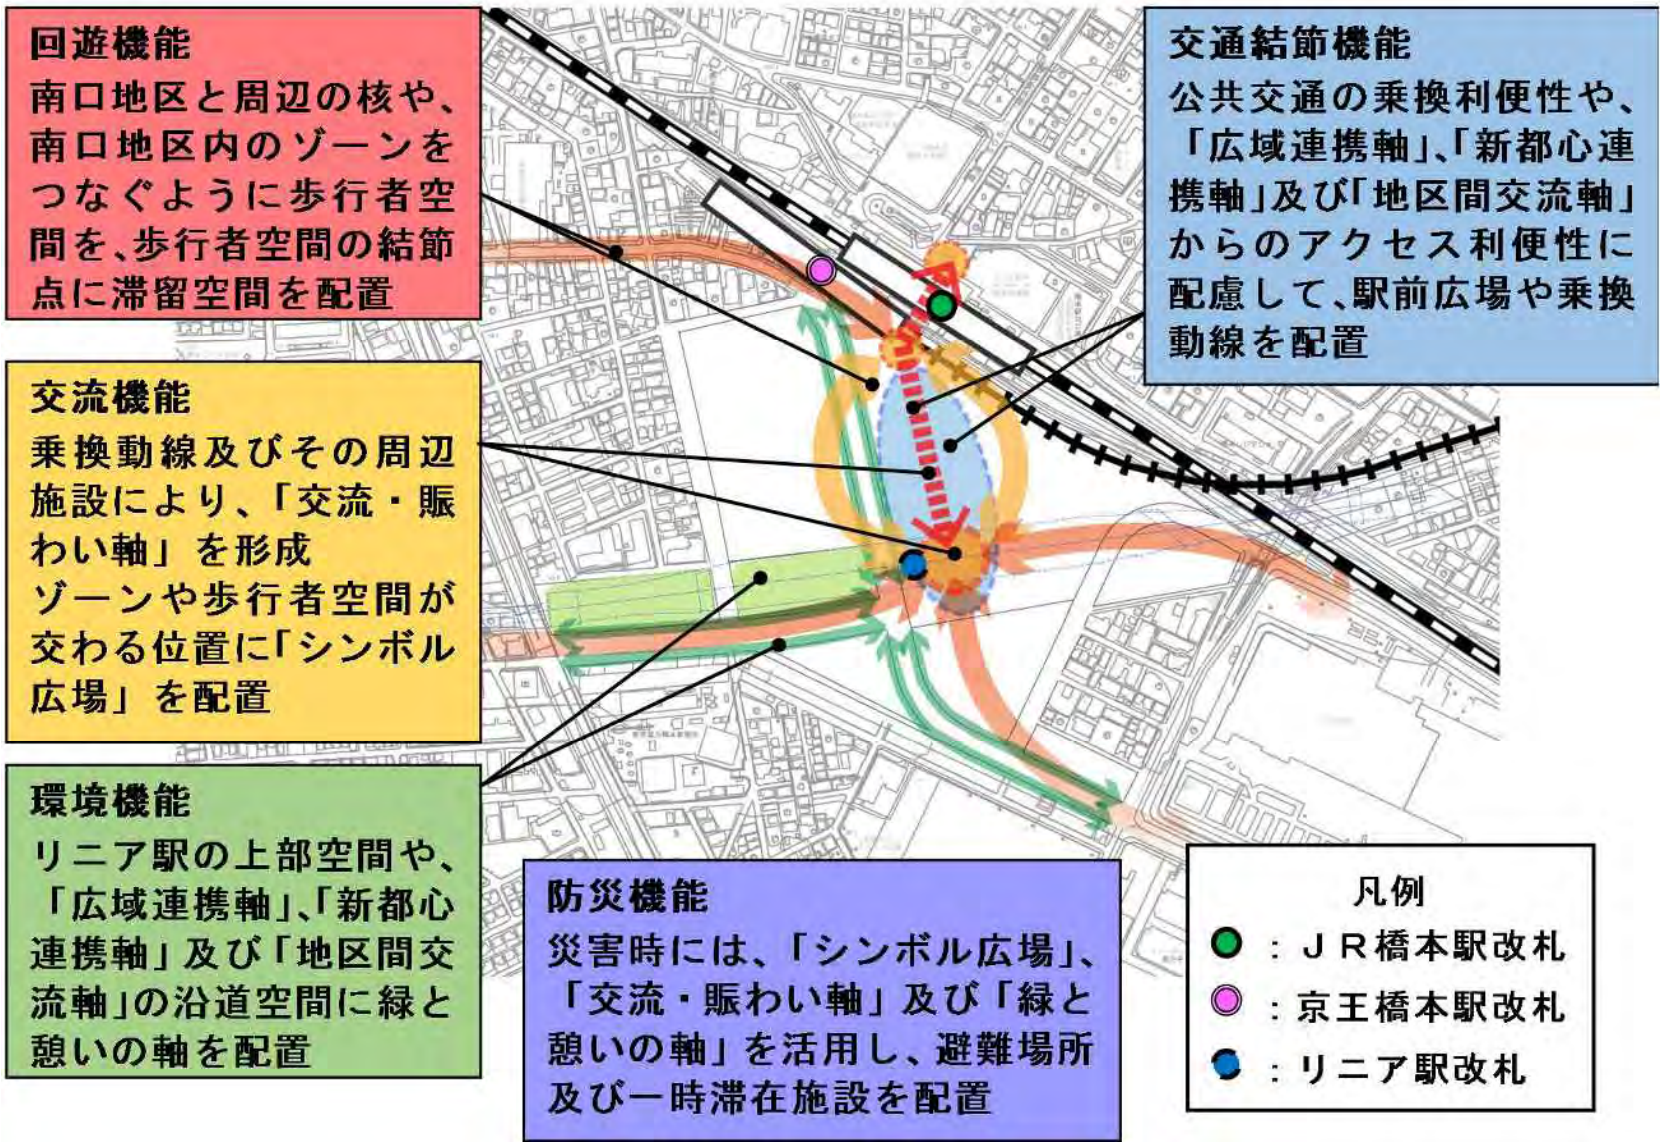 回遊機能
南口地区と周辺の核や、
南口地区内のゾーンを
つなぐように歩行者空
間を、歩行者空間の結節
点に滞留空間を配置
交通結節機能
公共交通の乗換利便性や、
「広域連携軸」、「新都心連
携軸」及び「地区間交流軸」
からのアクセス利便性に
配慮して、駅前広場や乗換
動線を配置
交流機能
乗換動線及びその周辺
施設により、「交流・賑
わい軸」を形成
ゾーンや歩行者空間が
交わる位置に「シンボル
広場」を配置
環境機能
リニア駅の上部空間や、
「広域連携軸」、「新都心
連携軸」及び「地区間交
流軸」の沿道空間に緑と
憩いの軸を配置
防災機能
災害時には、「シンボル広場」、
「交流・賑わい軸」及び「緑と
憩いの軸」を活用し、避難場所
及び一時滞在施設を配置
凡例
：ＪＲ橋本駅改札
：京王橋本駅改札
：リニア駅改札